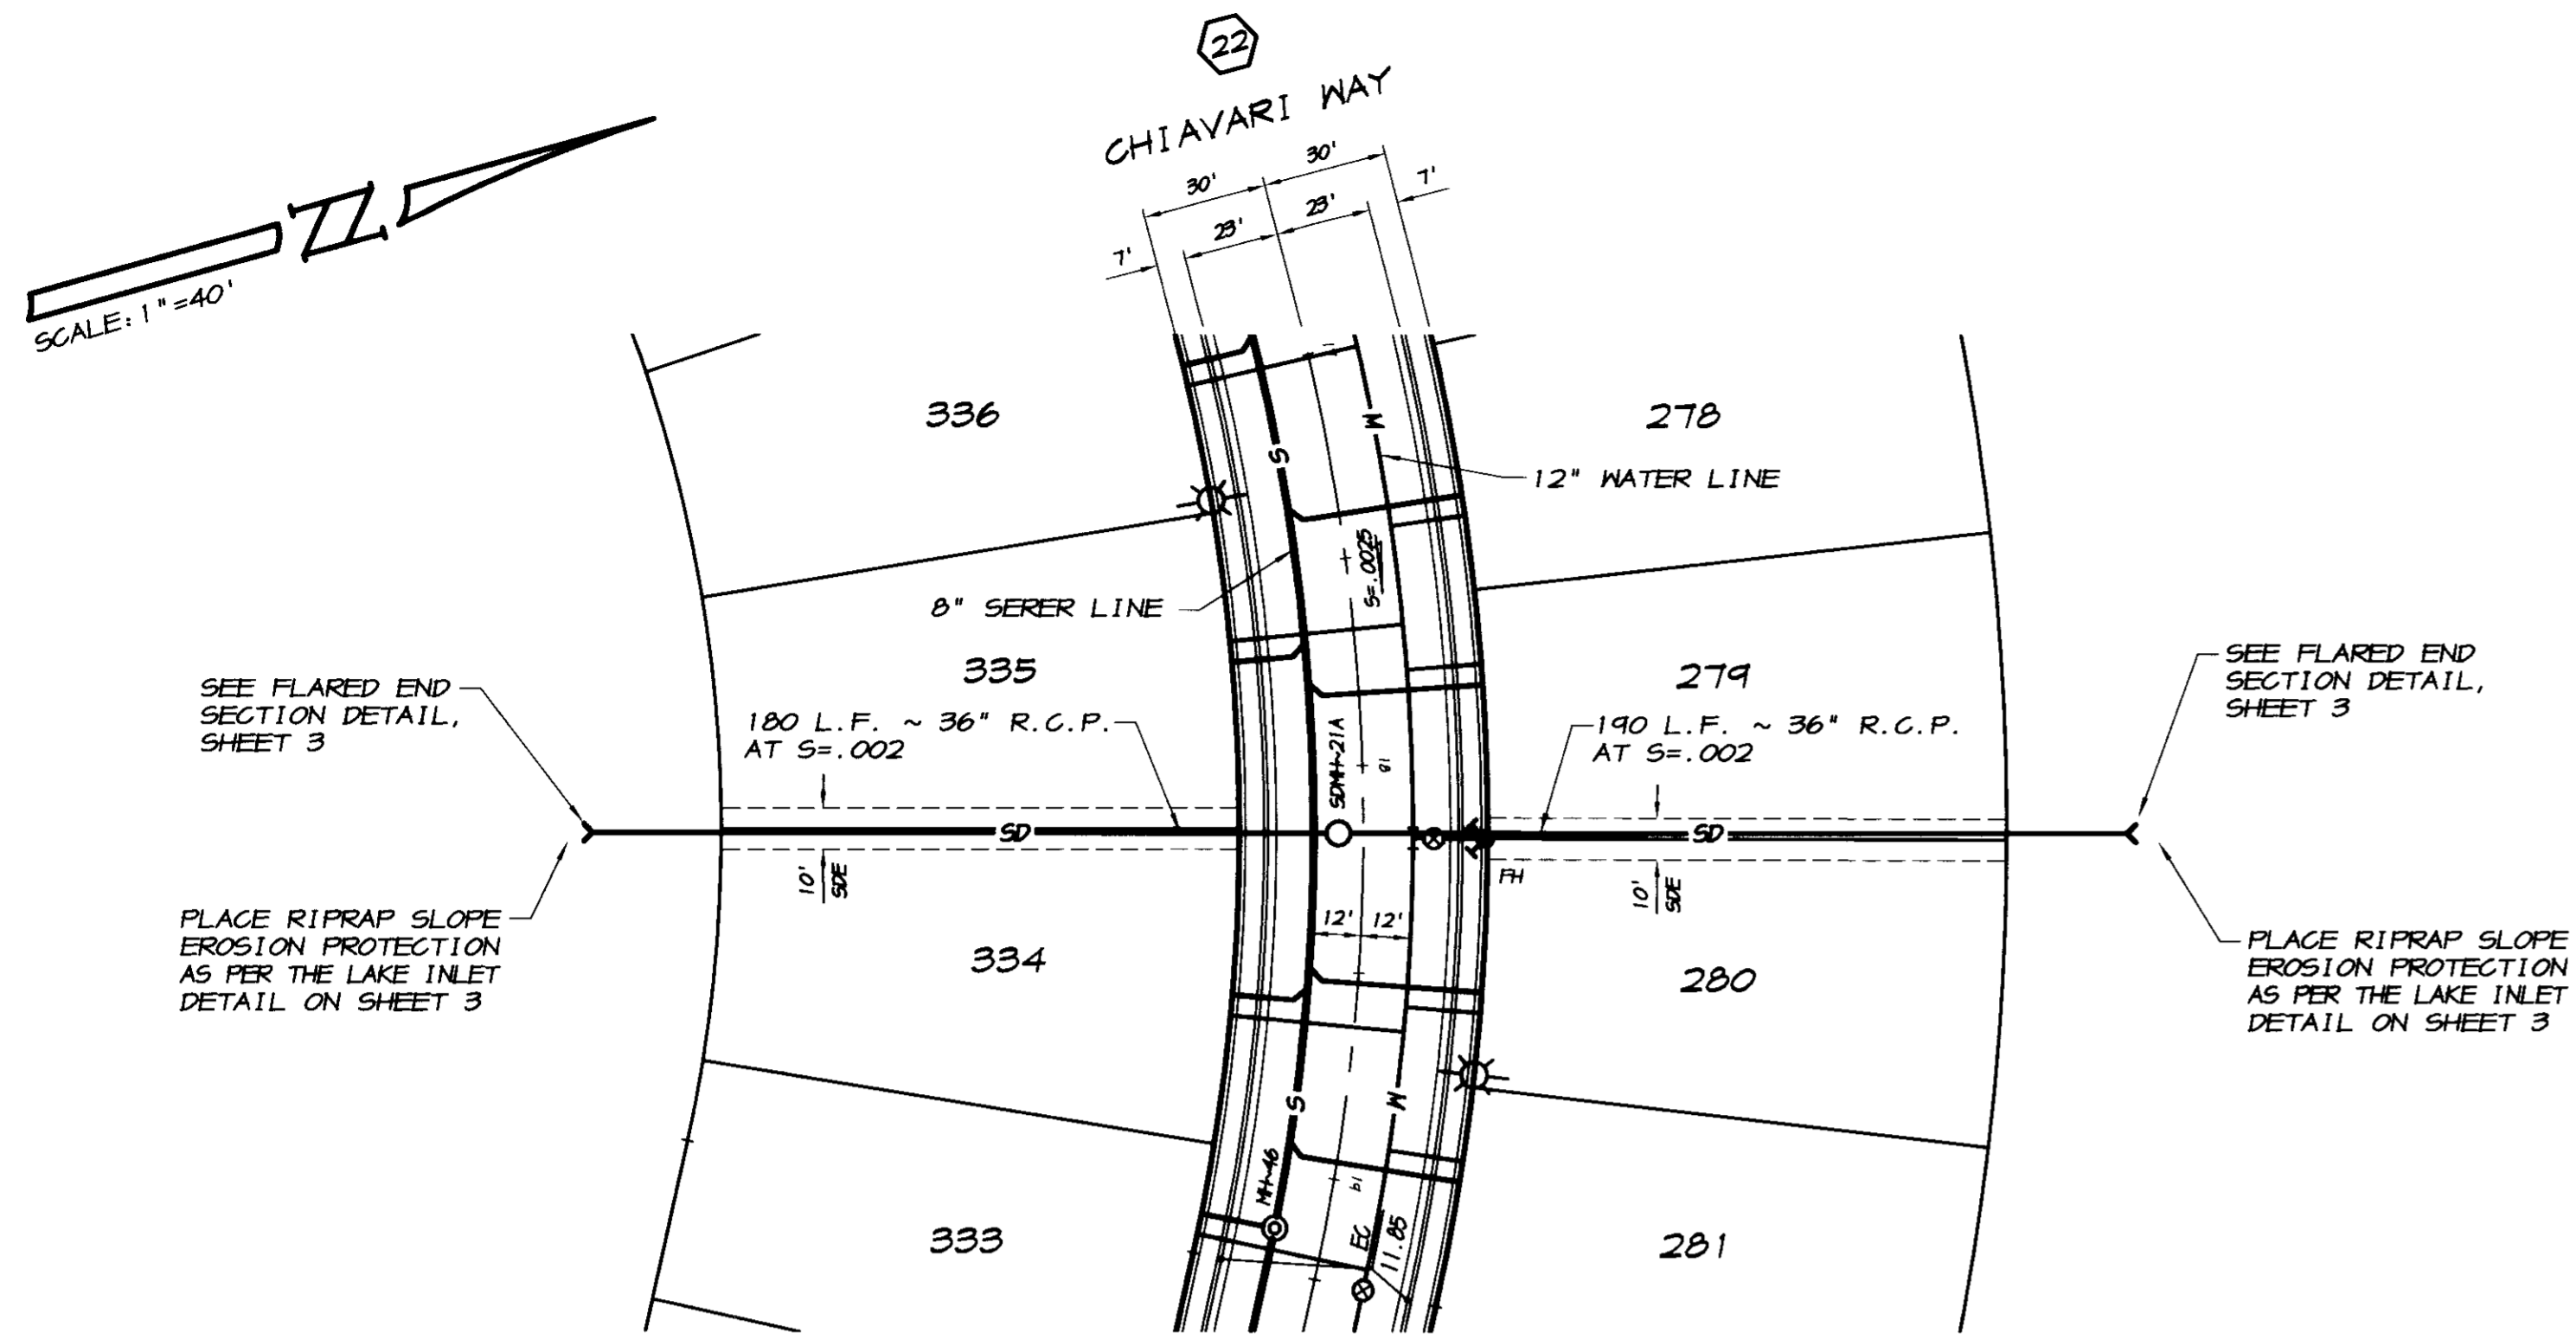 22
CHIAVARI WAY
30'
30'
7'
23'
23'
7'
N
SCALE: 1"=40'
336
278
S
W
12" WATER LINE
S=.0025
8" SERER LINE
335
279
SEE FLARED END
SECTION DETAIL,
SHEET 3
180 L.F. ~ 36" R.C.P.
AT S=.002
SDMH~21A
18
190 L.F. ~ 36" R.C.P.
AT S=.002
SEE FLARED END
SECTION DETAIL,
SHEET 3
SD
SD
10'
SDE
FH
10'
SDE
12'
12'
PLACE RIPRAP SLOPE
EROSION PROTECTION
AS PER THE LAKE INLET
DETAIL ON SHEET 3
334
280
PLACE RIPRAP SLOPE
EROSION PROTECTION
AS PER THE LAKE INLET
DETAIL ON SHEET 3
S
W
MH~46
19
EC
11.85
333
281